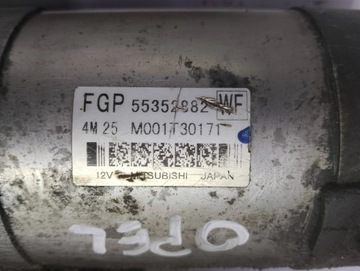 FGP 55352882 WF
4M 25 M001T30171
12V MITSUBISHI JAPAN
OPEL